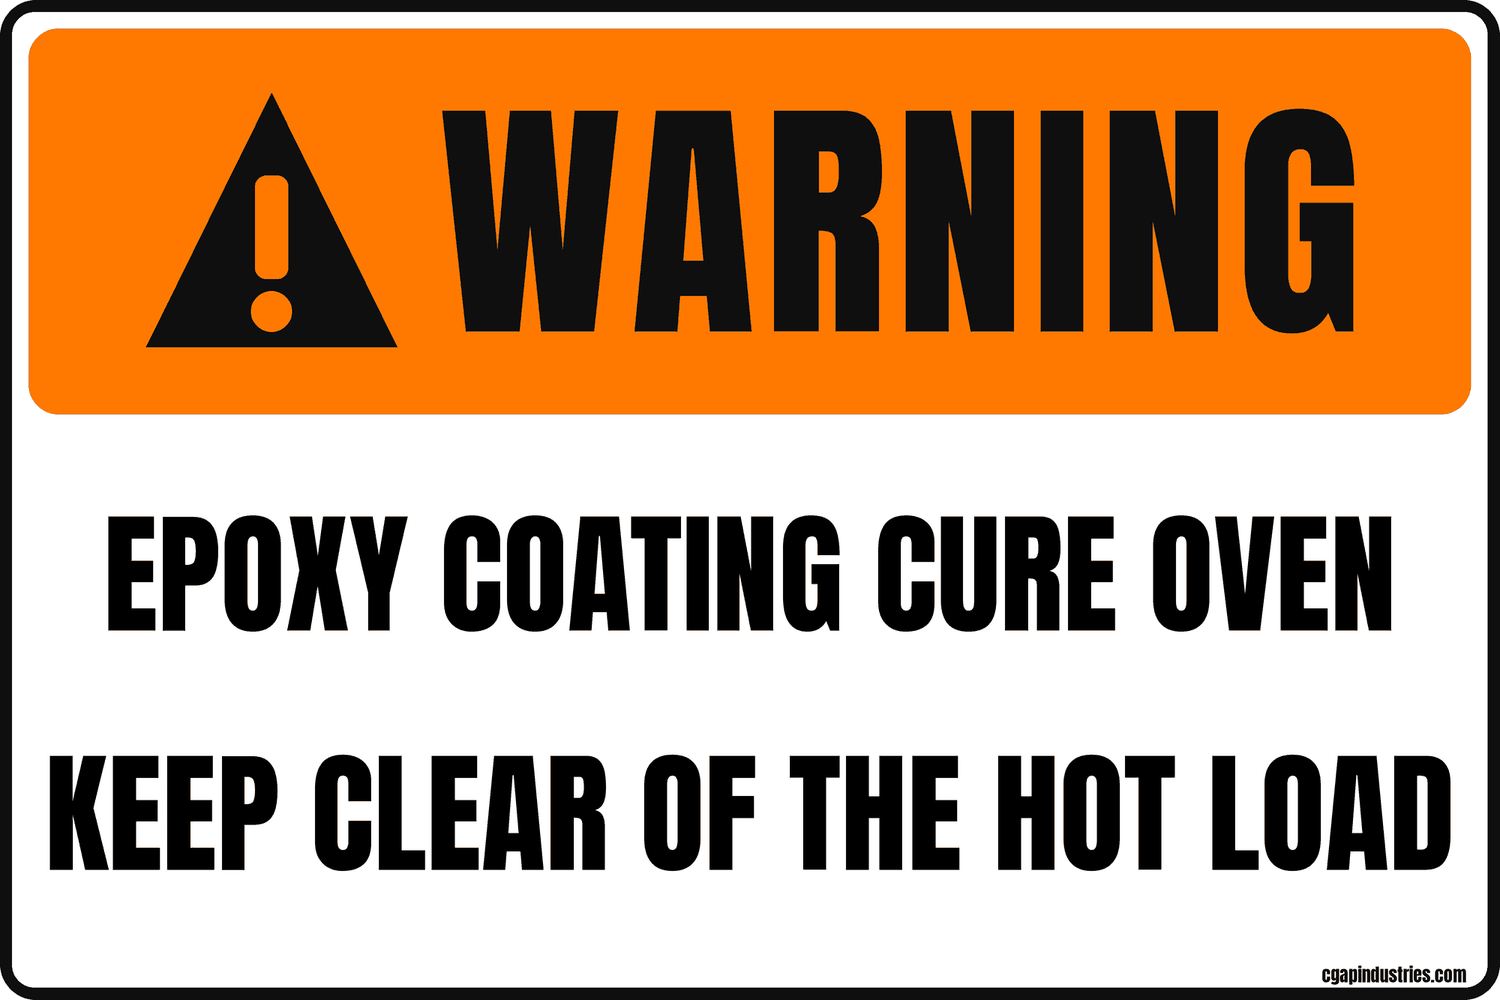 WARNING
EPOXY COATING CURE OVEN
KEEP CLEAR OF THE HOT LOAD
cgapindustries.com